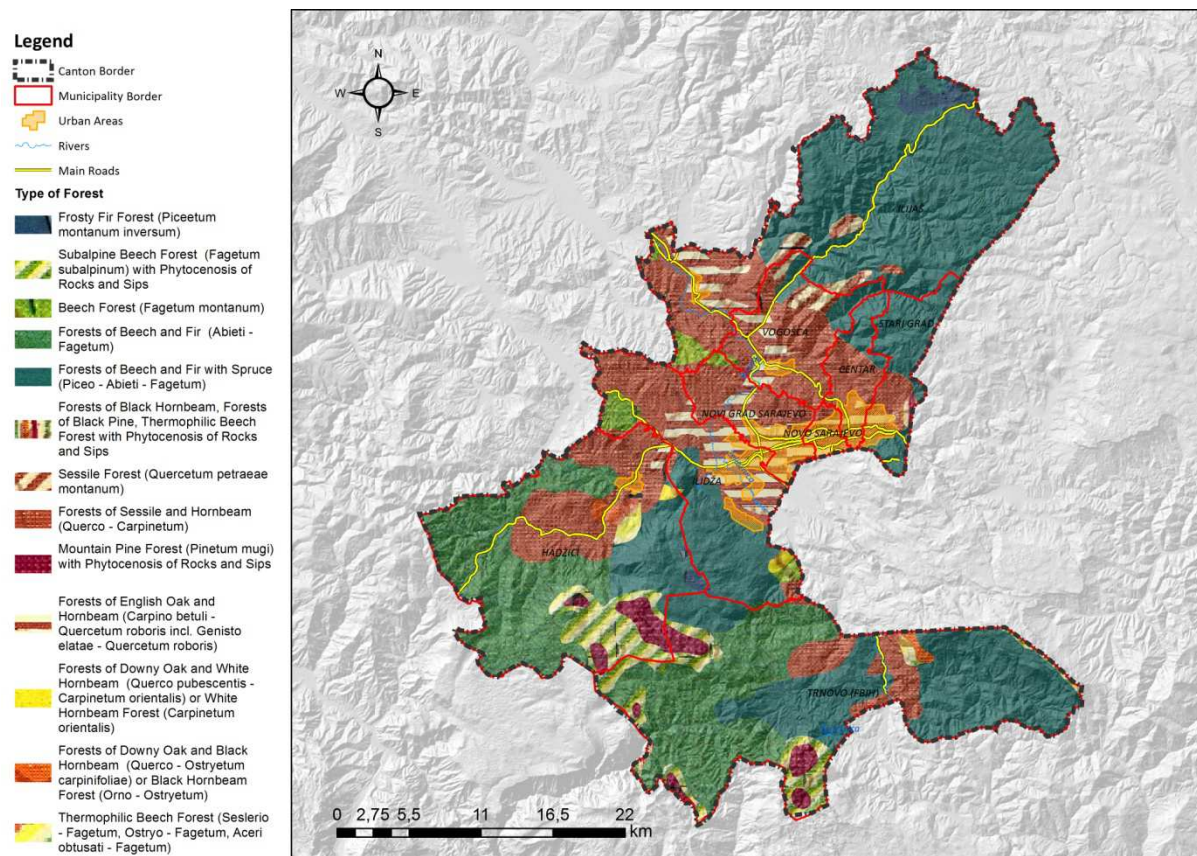 Legend
Canton Border
Municipality Border
Urban Areas
Rivers
Main Roads
Type of Forest
Frosty Fir Forest (Piceetum
montanum inversum)
Subalpine Beech Forest (Fagetum
subalpinum) with Phytocenosis of
Rocks and Sips
Beech Forest (Fagetum montanum)
Forests of Beech and Fir (Abieti -
Fagetum)
Forests of Beech and Fir with Spruce
(Piceo - Abieti - Fagetum)
Forests of Black Hornbeam, Forests
of Black Pine, Thermophilic Beech
Forest with Phytocenosis of Rocks
and Sips
Sessile Forest (Quercetum petraeae
montanum)
Forests of Sessile and Hornbeam
(Querco - Carpinetum)
Mountain Pine Forest (Pinetum mugi)
with Phytocenosis of Rocks and Sips
Forests of English Oak and
Hornbeam (Carpino betuli -
Quercetum roboris incl. Genisto
elatae - Quercetum roboris)
Forests of Downy Oak and White
Hornbeam (Querco pubescentis -
Carpinetum orientalis) or White
Hornbeam Forest (Carpinetum
orientalis)
Forests of Downy Oak and Black
Hornbeam (Querco - Ostryetum
carpinifoliae) or Black Hornbeam
Forest (Orno - Ostryetum)
Thermophilic Beech Forest (Seslerio
- Fagetum, Ostryo - Fagetum, Aceri
obtusati - Fagetum)
N
W E
S
ILIJAŠ
STARI GRAD
VOGOŠĆA
CENTAR
NOVI GRAD SARAJEVO
NOVO SARAJEVO
ILIDŽA
HADŽIĆI
TRNOVO (FBIH)
0 2,75 5,5 11 16,5 22
km